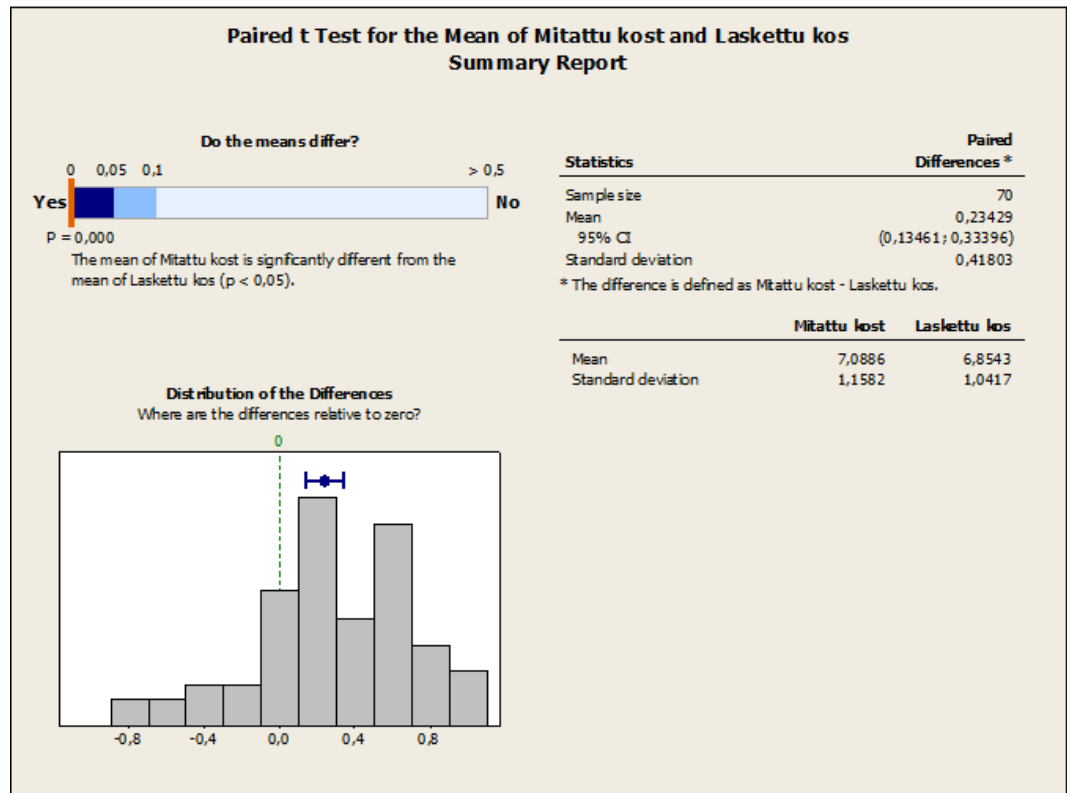 Paired t Test for the Mean of Mitattu kost and Laskettu kos
Summary Report
Do the means differ?
0 0,05 0,1 > 0,5
Yes No
P = 0,000
The mean of Mitattu kost is significantly different from the
mean of Laskettu kos (p < 0,05).
Paired
Statistics Differences *
Sample size 70
Mean 0,23429
95% CI (0,13461; 0,33396)
Standard deviation 0,41803
* The difference is defined as Mitattu kost - Laskettu kos.
Mitattu kost Laskettu kos
Mean 7,0886 6,8543
Standard deviation 1,1582 1,0417
Distribution of the Differences
Where are the differences relative to zero?
0
-0,8 -0,4 0,0 0,4 0,8